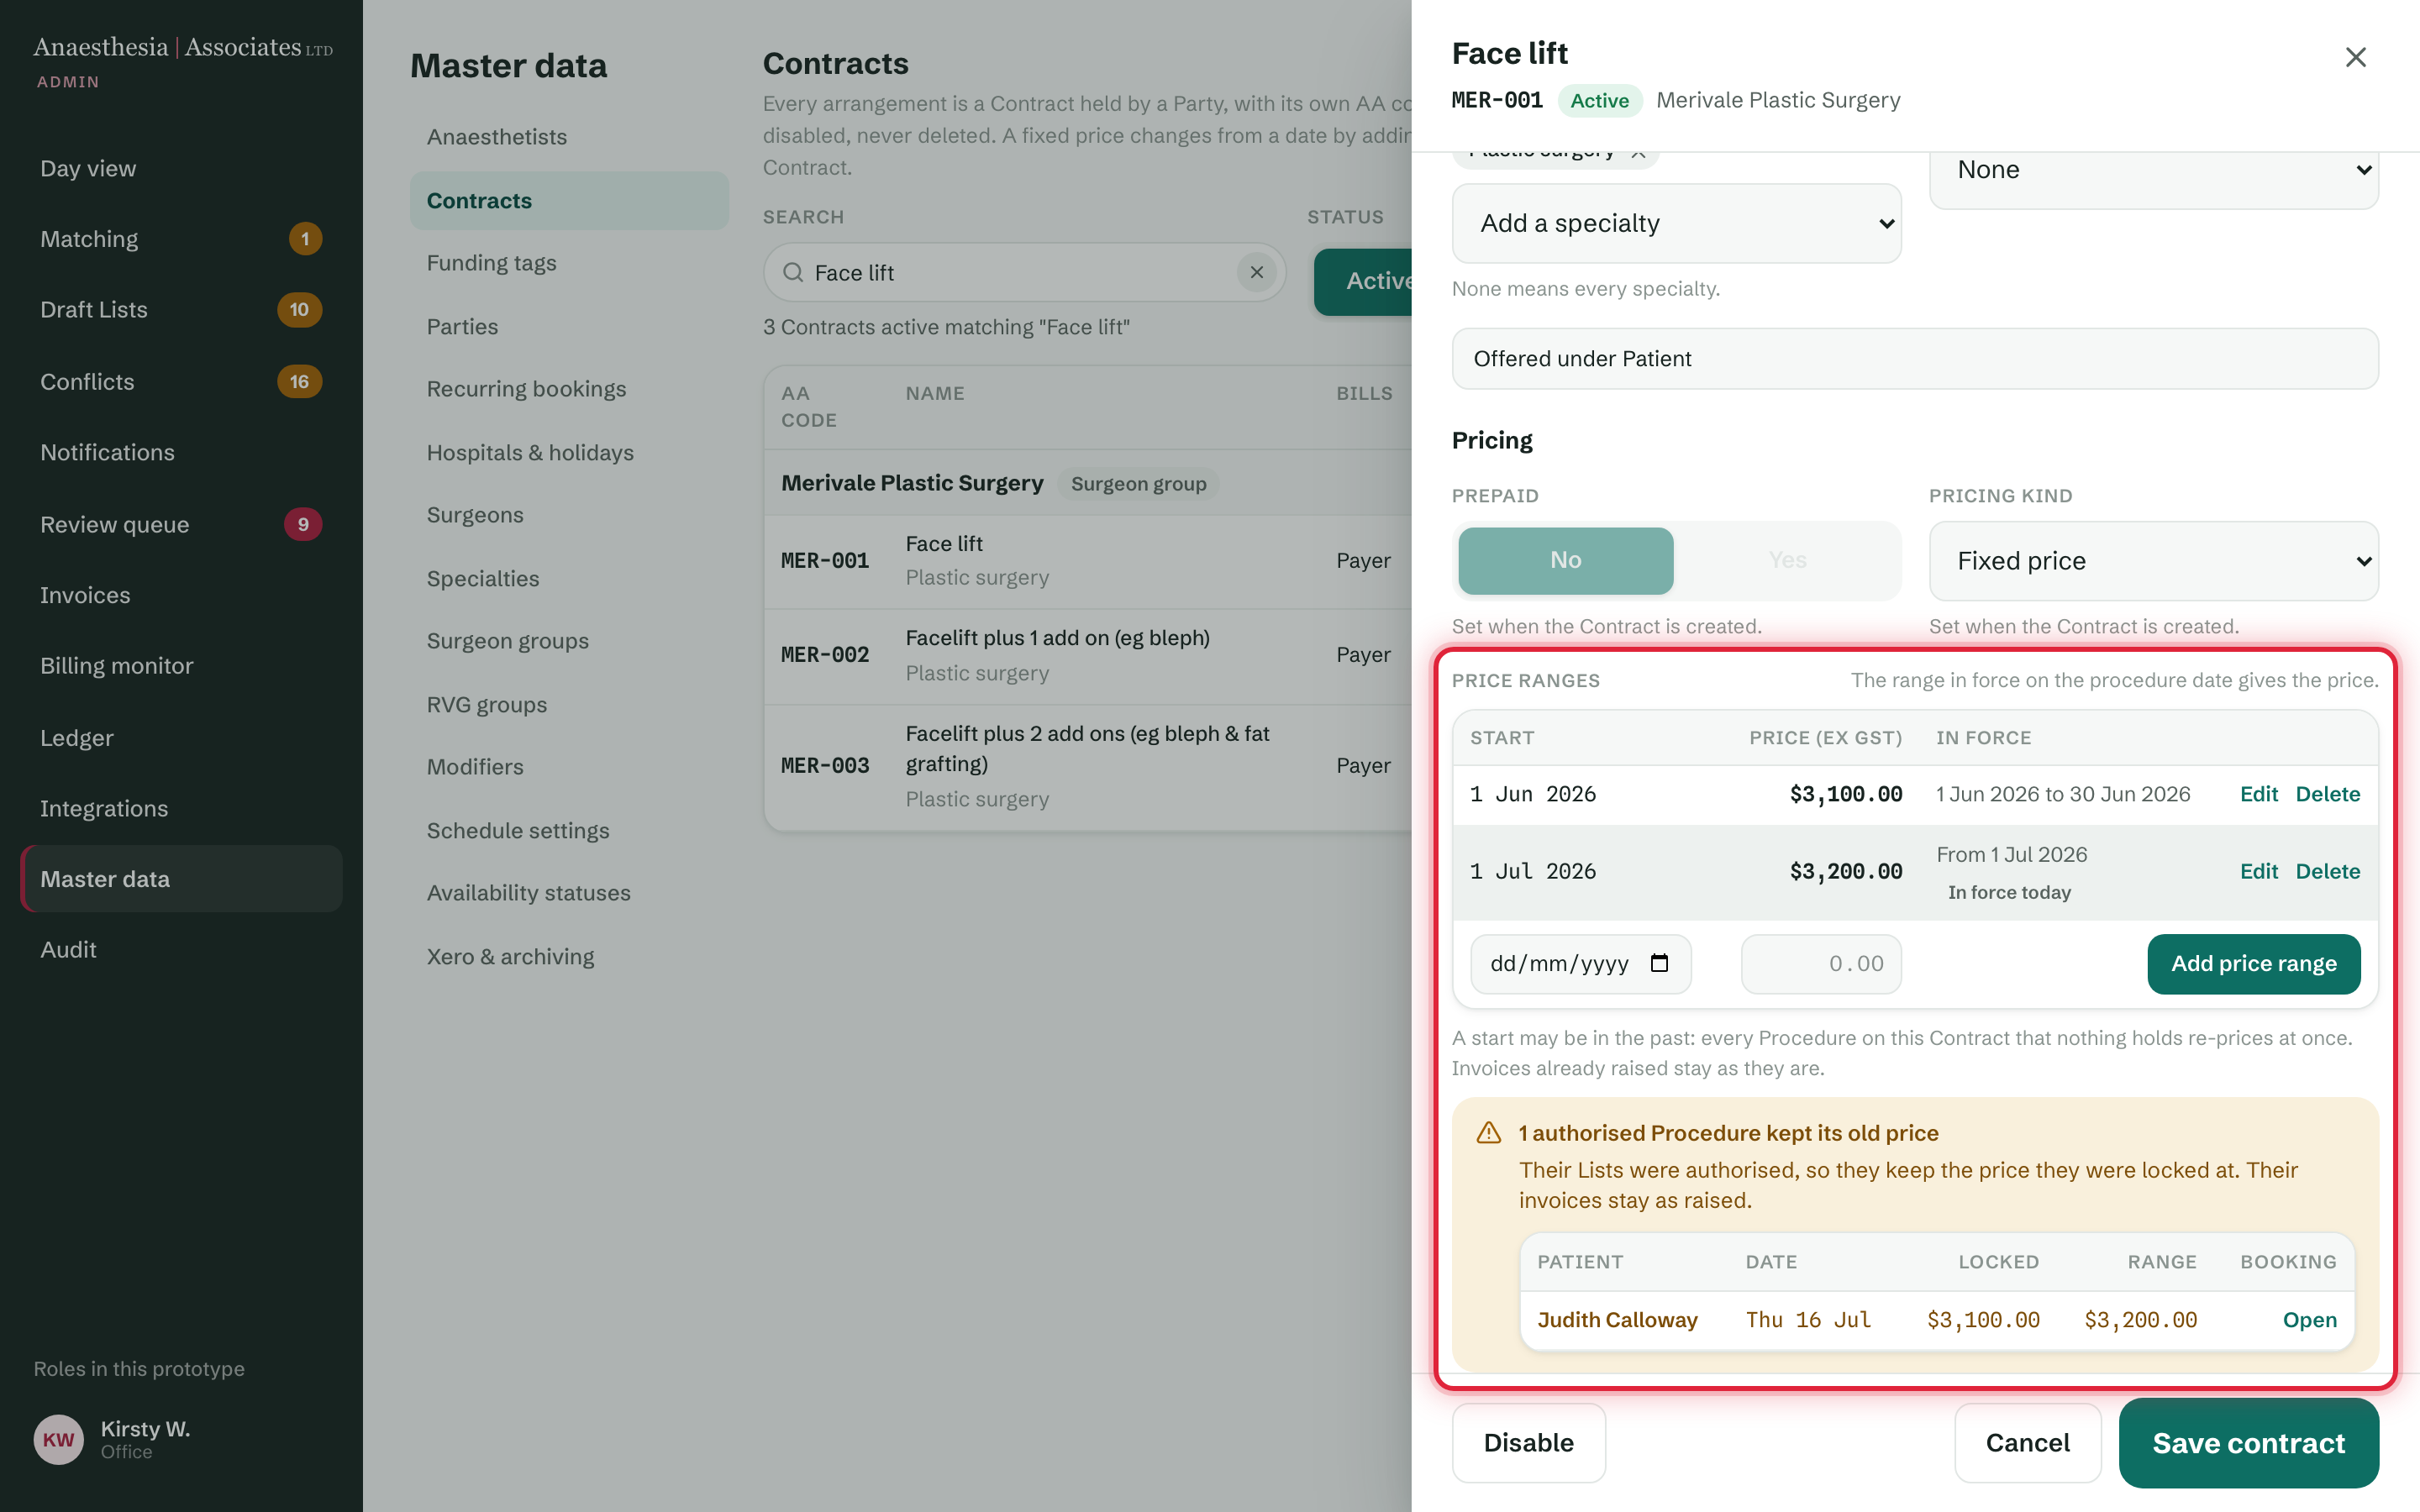 Anaesthesia | Associates LTD
ADMIN
Day view
Matching 1
Draft Lists 10
Conflicts 16
Notifications
Review queue 9
Invoices
Billing monitor
Ledger
Integrations
Master data
Audit
Roles in this prototype
KW
Kirsty W.
Office
Master data
Anaesthetists
Contracts
Funding tags
Parties
Recurring bookings
Hospitals & holidays
Surgeons
Specialties
Surgeon groups
RVG groups
Modifiers
Schedule settings
Availability statuses
Xero & archiving
Contracts
Every arrangement is a Contract held by a Party, with its own AA co
disabled, never deleted. A fixed price changes from a date by addin
Contract.
SEARCH STATUS
Face lift Active
3 Contracts active matching "Face lift"
AA CODE NAME BILLS
Merivale Plastic Surgery Surgeon group
MER-001 Face lift Payer
Plastic surgery
MER-002 Facelift plus 1 add on (eg bleph) Payer
Plastic surgery
MER-003 Facelift plus 2 add ons (eg bleph & fat
grafting) Payer
Plastic surgery
Face lift
MER-001 Active Merivale Plastic Surgery
Plastic surgery
None
Add a specialty
None means every specialty.
Offered under Patient
Pricing
PREPAID PRICING KIND
No Yes Fixed price
Set when the Contract is created. Set when the Contract is created.
PRICE RANGES The range in force on the procedure date gives the price.
START PRICE (EX GST) IN FORCE
1 Jun 2026 $3,100.00 1 Jun 2026 to 30 Jun 2026 Edit Delete
1 Jul 2026 $3,200.00 From 1 Jul 2026 Edit Delete
In force today
dd/mm/yyyy 0.00 Add price range
A start may be in the past: every Procedure on this Contract that nothing holds re-prices at once.
Invoices already raised stay as they are.
1 authorised Procedure kept its old price
Their Lists were authorised, so they keep the price they were locked at. Their
invoices stay as raised.
PATIENT DATE LOCKED RANGE BOOKING
Judith Calloway Thu 16 Jul $3,100.00 $3,200.00 Open
Disable Cancel Save contract